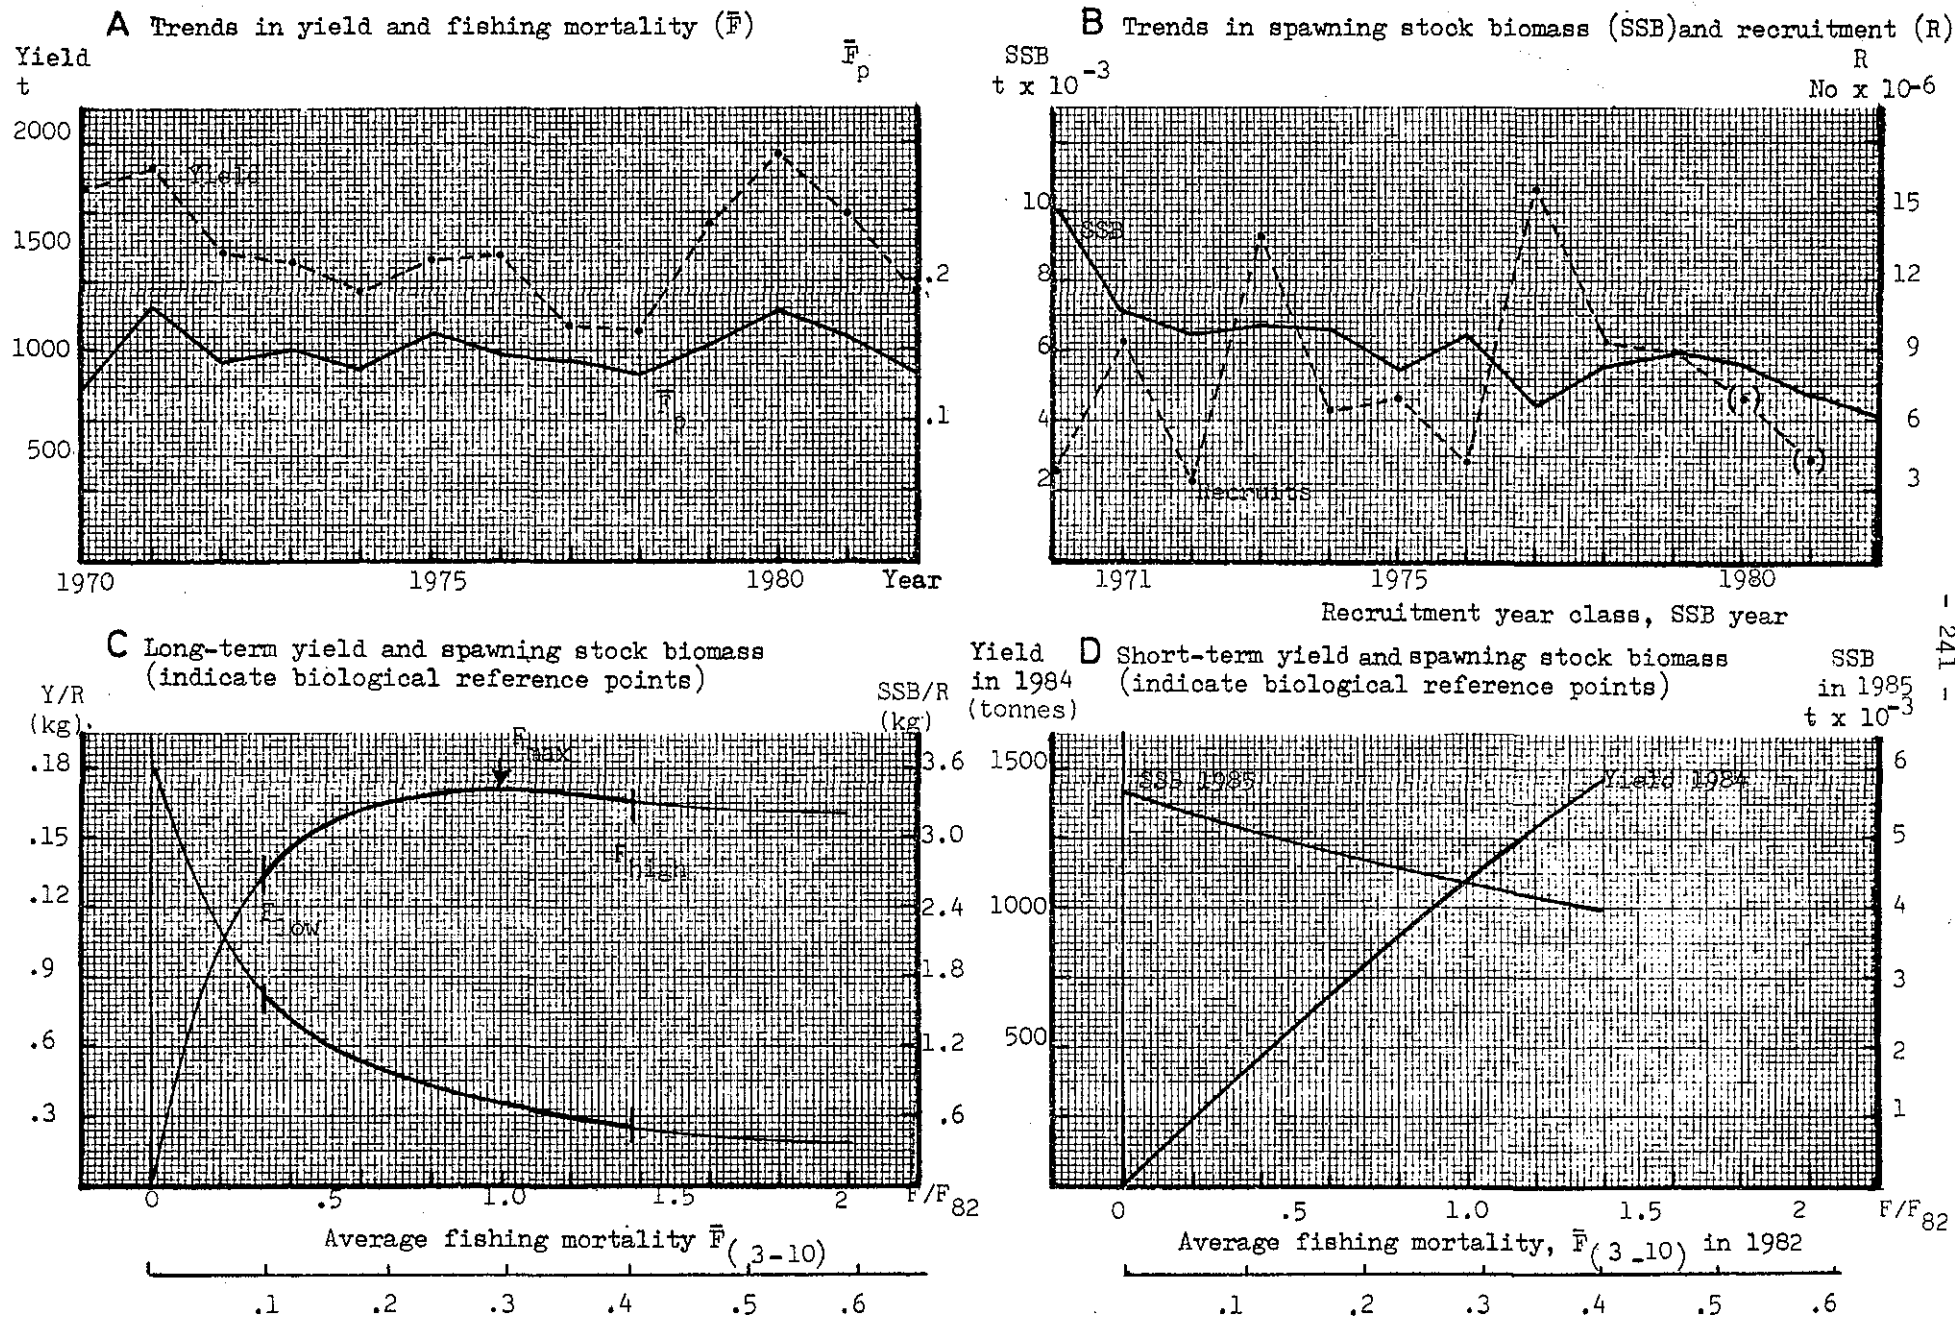 A Trends in yield and fishing mortality (F̄)
Yield
t
F̄p
2000
1500
1000
500
.2
.1
Yield
F̄p
1970 1975 1980 Year
B Trends in spawning stock biomass (SSB)and recruitment (R)
SSB
t x 10-3
R
No x 10-6
10
8
6
4
2
15
12
9
6
3
SSB
Recruits
1971 1975 1980
Recruitment year class, SSB year
- 241 -
C Long-term yield and spawning stock biomass
(indicate biological reference points)
Y/R
(kg).
SSB/R
(kg)
.18
.15
.12
.9
.6
.3
3.6
3.0
2.4
1.8
1.2
.6
Fmax
Fhigh
Flow
0 .5 1.0 1.5 2 F/F82
Average fishing mortality F̄(3-10)
.1 .2 .3 .4 .5 .6
D Short-term yield and spawning stock biomass
(indicate biological reference points)
Yield
in 1984
(tonnes)
SSB
in 1985
t x 10-3
1500
1000
500
6
5
4
3
2
1
SSB 1985
Yield 1984
0 .5 1.0 1.5 2 F/F82
Average fishing mortality, F̄(3-10) in 1982
.1 .2 .3 .4 .5 .6